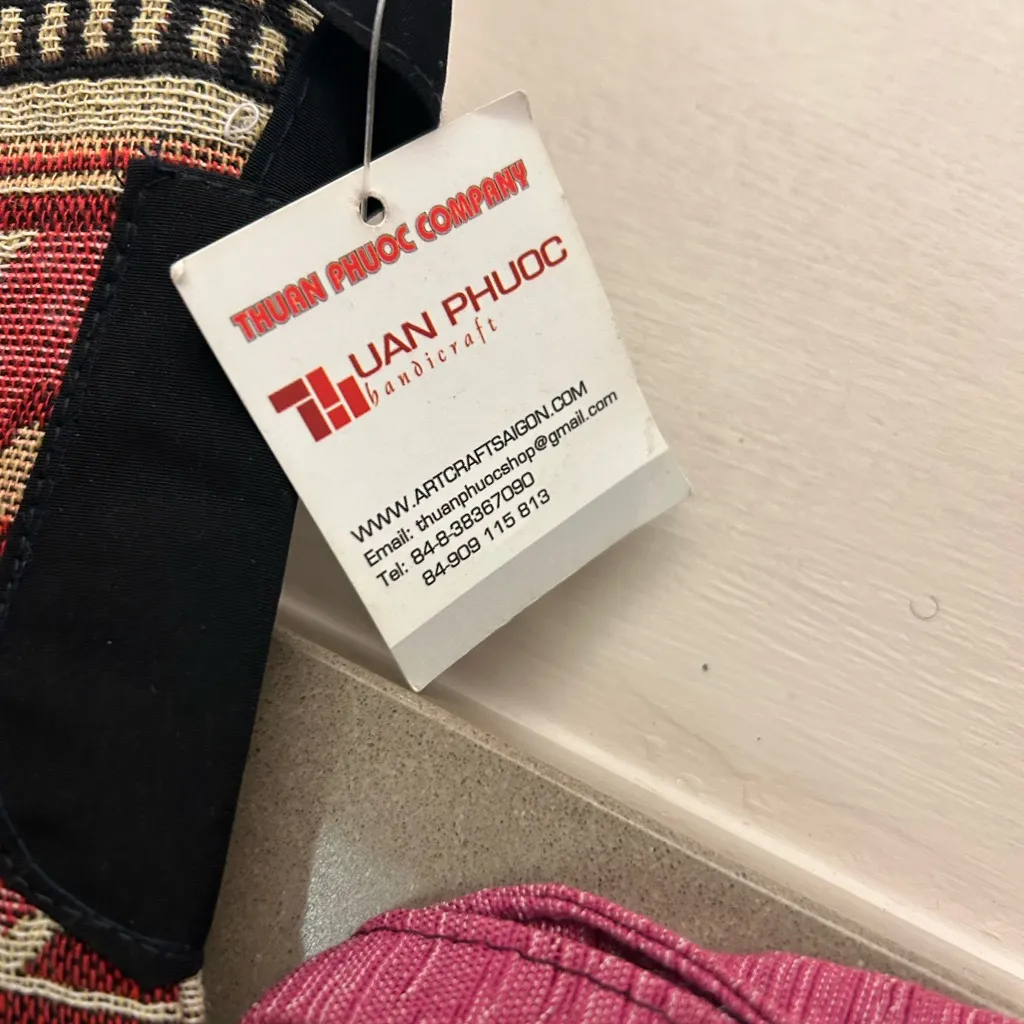 THUAN PHUOC COMPANY
THUAN PHUOC
handicraft
WWW.ARTCRAFTSAIGON.COM
Email: thuanphuocshop@gmail.com
Tel: 84-8-38367090
84-909 115 813